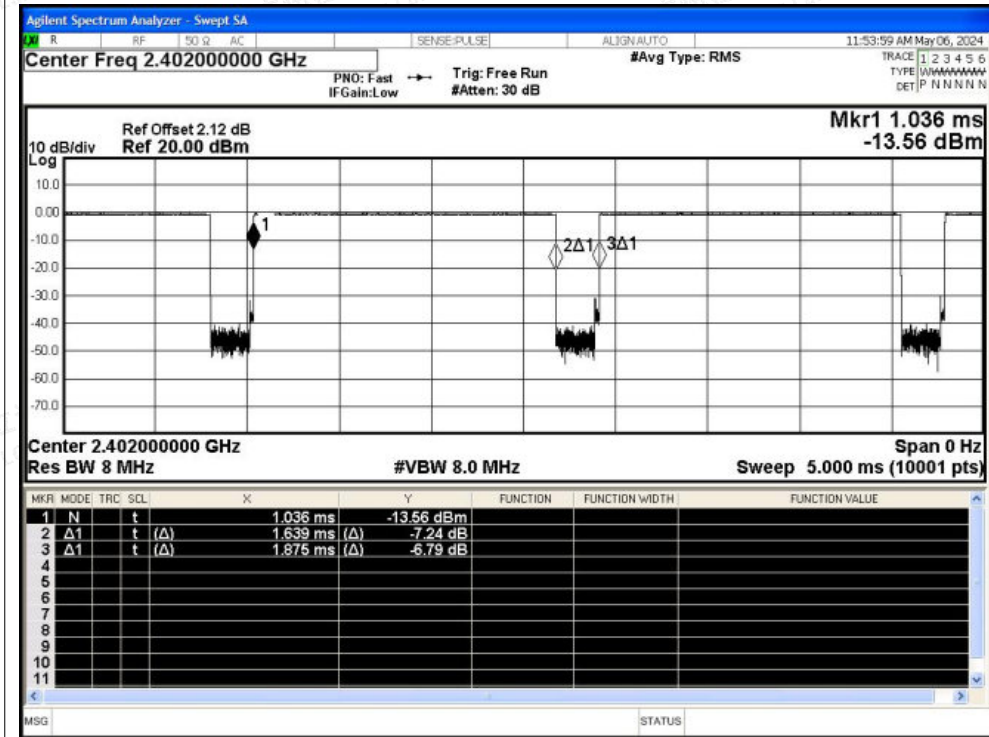 Agilent Spectrum Analyzer - Swept SA
LXI R RF 50 Ω AC SENSE:PULSE ALIGNAUTO 11:53:59 AM May 06, 2024
Center Freq 2.402000000 GHz #Avg Type: RMS TRACE 1 2 3 4 5 6
PNO: Fast Trig: Free Run TYPE
IFGain:Low #Atten: 30 dB DET P N N N N N
Mkr1 1.036 ms
Ref Offset 2.12 dB
10 dB/div Ref 20.00 dBm -13.56 dBm
Log
10.0
0.00
1
-10.0
2Δ1 3Δ1
-20.0
-30.0
-40.0
-50.0
-60.0
-70.0
Center 2.402000000 GHz Span 0 Hz
Res BW 8 MHz #VBW 8.0 MHz Sweep 5.000 ms (10001 pts)
MKR MODE TRC SCL X Y FUNCTION FUNCTION WIDTH FUNCTION VALUE
1 N t 1.036 ms -13.56 dBm
2 Δ1 t (Δ) 1.639 ms (Δ) -7.24 dB
3 Δ1 t (Δ) 1.875 ms (Δ) -6.79 dB
4
5
6
7
8
9
10
11
MSG STATUS